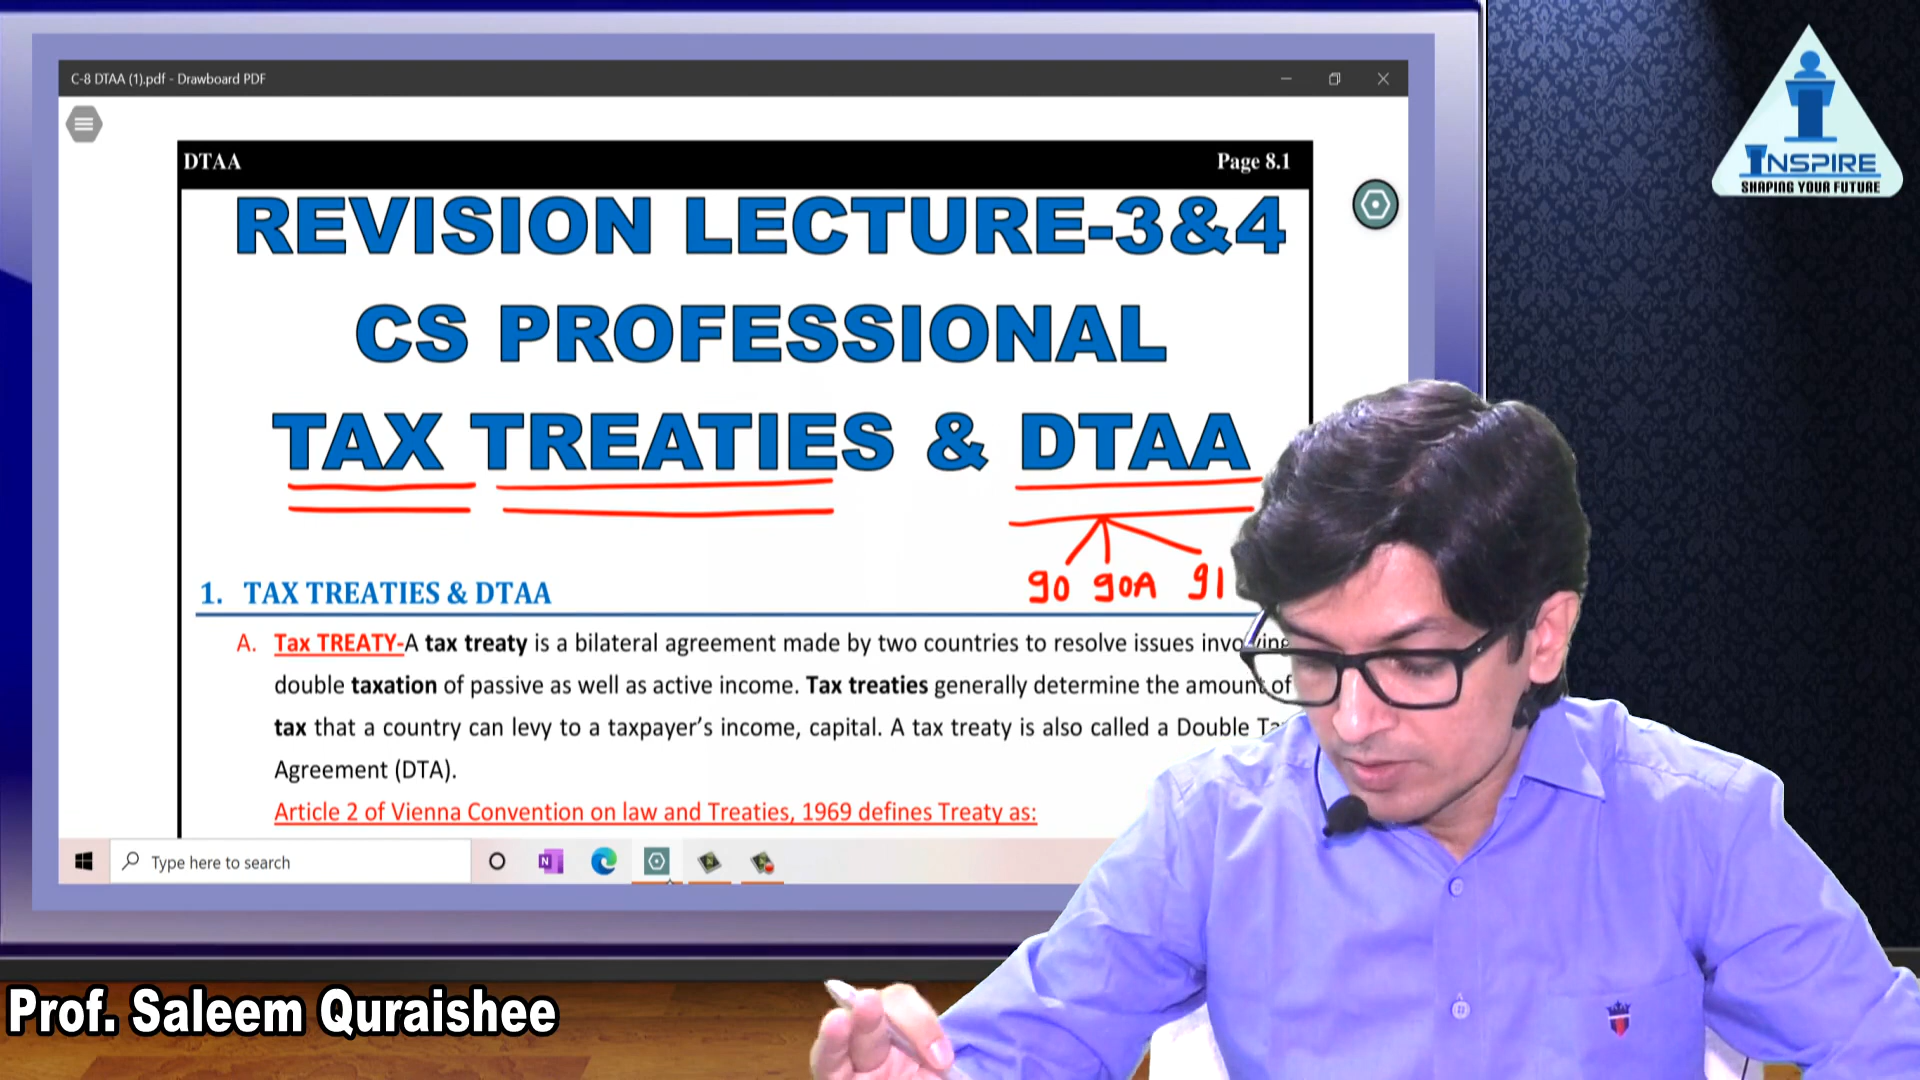 C-8 DTAA (1).pdf - Drawboard PDF
DTAA
Page 8.1
REVISION LECTURE-3&4
CS PROFESSIONAL
TAX TREATIES & DTAA
90 90A 91
1. TAX TREATIES & DTAA
A. Tax TREATY-A tax treaty is a bilateral agreement made by two countries to resolve issues involving
double taxation of passive as well as active income. Tax treaties generally determine the amount of
tax that a country can levy to a taxpayer's income, capital. A tax treaty is also called a Double
Agreement (DTA).
Article 2 of Vienna Convention on law and Treaties, 1969 defines Treaty as:
Type here to search
INSPIRE
SHAPING YOUR FUTURE
Prof. Saleem Quraishee